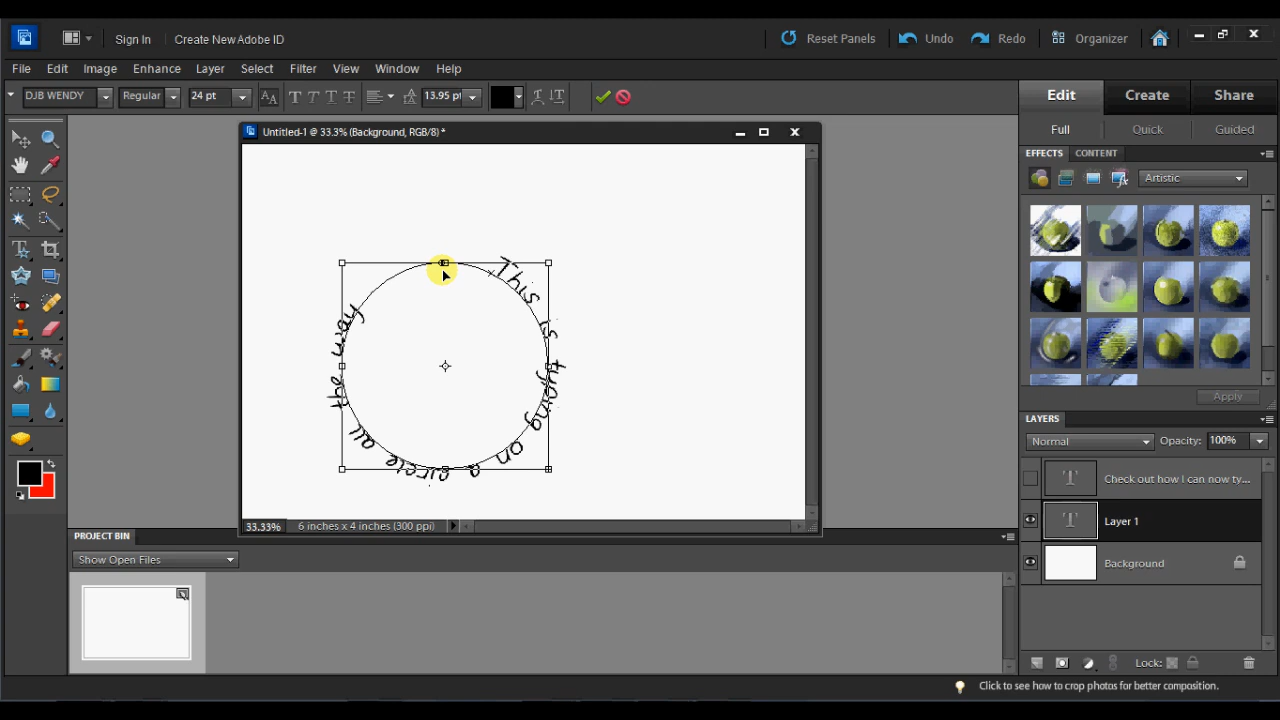 Sign In
Create New Adobe ID
Reset Panels
Undo
Redo
Organizer
File Edit Image Enhance Layer Select Filter View Window Help
DJB WENDY
Regular
24 pt
13.95 pt
Edit
Create
Share
Full
Quick
Guided
Untitled-1 @ 33.3% (Background, RGB/8) *
EFFECTS
CONTENT
Artistic
This is typing on a circle all the
33.33%
6 inches x 4 inches (300 ppi)
Apply
LAYERS
Normal
Opacity: 100%
Check out how I can now ty...
Layer 1
Background
Lock:
PROJECT BIN
Show Open Files
Click to see how to crop photos for better composition.